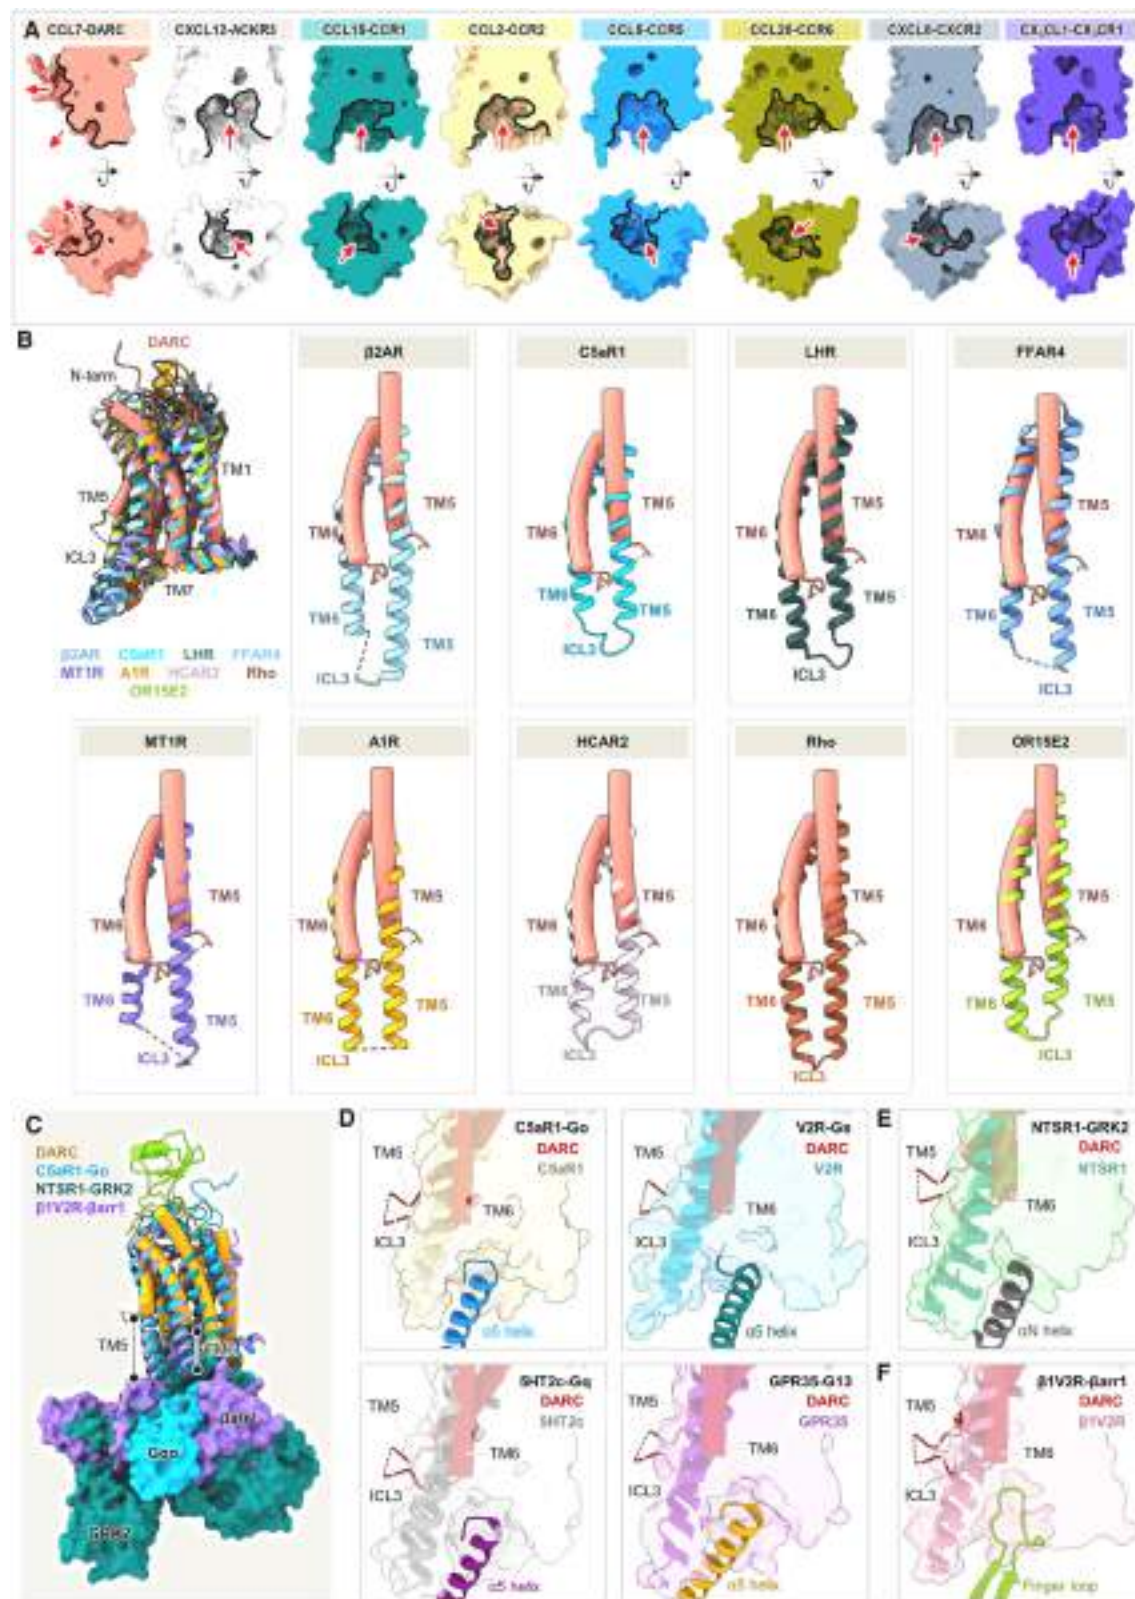 A
CCL7-DARC
CXCL12-ACKR3
CCL15-CCR1
CCL2-CCR2
CCL5-CCR5
CCL20-CCR6
CXCL8-CXCR2
CX₃CL1-CX₃CR1
B
DARC
N-term
TM1
TM5
ICL3
TM7
β2AR C5aR1 LHR FFAR4
MT1R A1R HCAR2 Rho
OR15E2
β2AR
TM5
TM6
TM6
TM5
ICL3
C5aR1
TM5
TM6
TM6
TM5
ICL3
LHR
TM5
TM6
TM6
TM5
ICL3
FFAR4
TM5
TM6
TM6
TM5
ICL3
MT1R
TM5
TM6
TM6
TM5
ICL3
A1R
TM5
TM6
TM6
TM5
ICL3
HCAR2
TM5
TM6
TM6
TM5
ICL3
Rho
TM5
TM6
TM6
TM5
ICL3
OR15E2
TM5
TM6
TM6
TM5
ICL3
C
DARC
C5aR1-Go
NTSR1-GRK2
β1V2R-βarr1
TM5
βarr1
Gαo
GRK2
D
C5aR1-Go
DARC
C5aR1
TM5
TM6
ICL3
α5 helix
V2R-Gs
DARC
V2R
TM5
TM6
ICL3
α5 helix
E
NTSR1-GRK2
DARC
NTSR1
TM5
TM6
ICL3
αN helix
5HT2c-Gq
DARC
5HT2c
TM5
TM6
ICL3
α5 helix
GPR35-G13
DARC
GPR35
TM5
TM6
ICL3
α5 helix
F
β1V2R-βarr1
DARC
β1V2R
TM5
TM6
ICL3
Finger loop